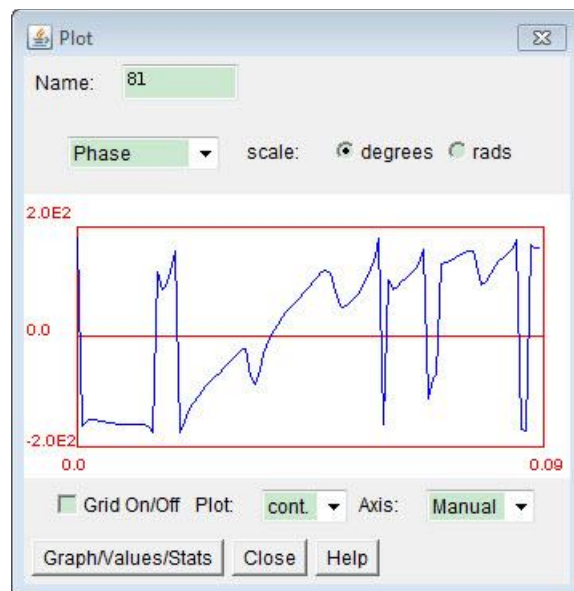 Plot
Name: 81
Phase scale: degrees rads
2.0E2
0.0
-2.0E2
0.0 0.09
Grid On/Off Plot: cont. Axis: Manual
Graph/Values/Stats Close Help